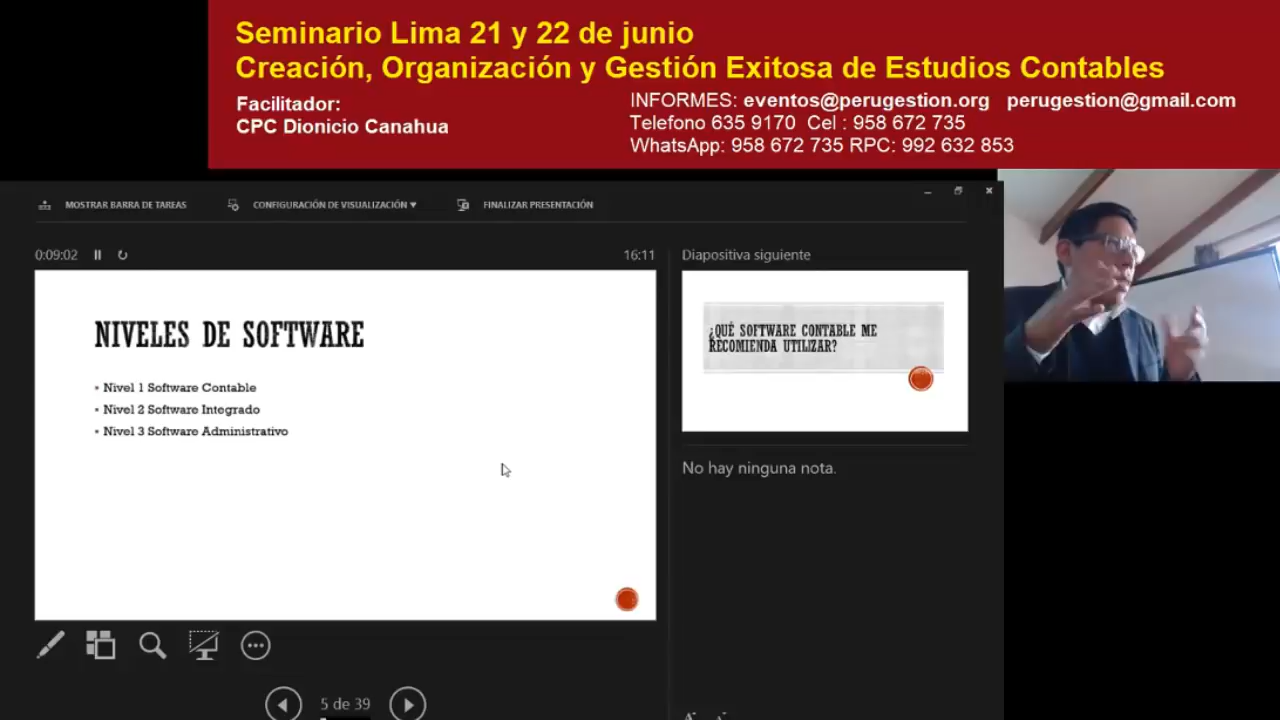 Seminario Lima 21 y 22 de junio
Creación, Organización y Gestión Exitosa de Estudios Contables
Facilitador:
CPC Dionicio Canahua
INFORMES: eventos@perugestion.org perugestion@gmail.com
Telefono 635 9170 Cel : 958 672 735
WhatsApp: 958 672 735 RPC: 992 632 853
MOSTRAR BARRA DE TAREAS
CONFIGURACIÓN DE VISUALIZACIÓN ▼
FINALIZAR PRESENTACIÓN
0:09:02
16:11
NIVELES DE SOFTWARE
▪ Nivel 1 Software Contable
▪ Nivel 2 Software Integrado
▪ Nivel 3 Software Administrativo
5 de 39
Diapositiva siguiente
¿QUÉ SOFTWARE CONTABLE ME
RECOMIENDA UTILIZAR?
No hay ninguna nota.